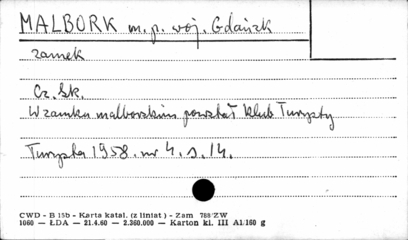 MALBORK m.p. woj. Gdańsk
zamek
Cz. Sk.
W zamku malborskim powstał klub Turysty
Turysta 1958. nr 4. s. 14.
CWD - B 15b - Karta katal. (z liniat) - Zam 788/ZW
1060 — ŁDA — 21.4.60 — 2.360.000 — Karton kl. III A1/160 g